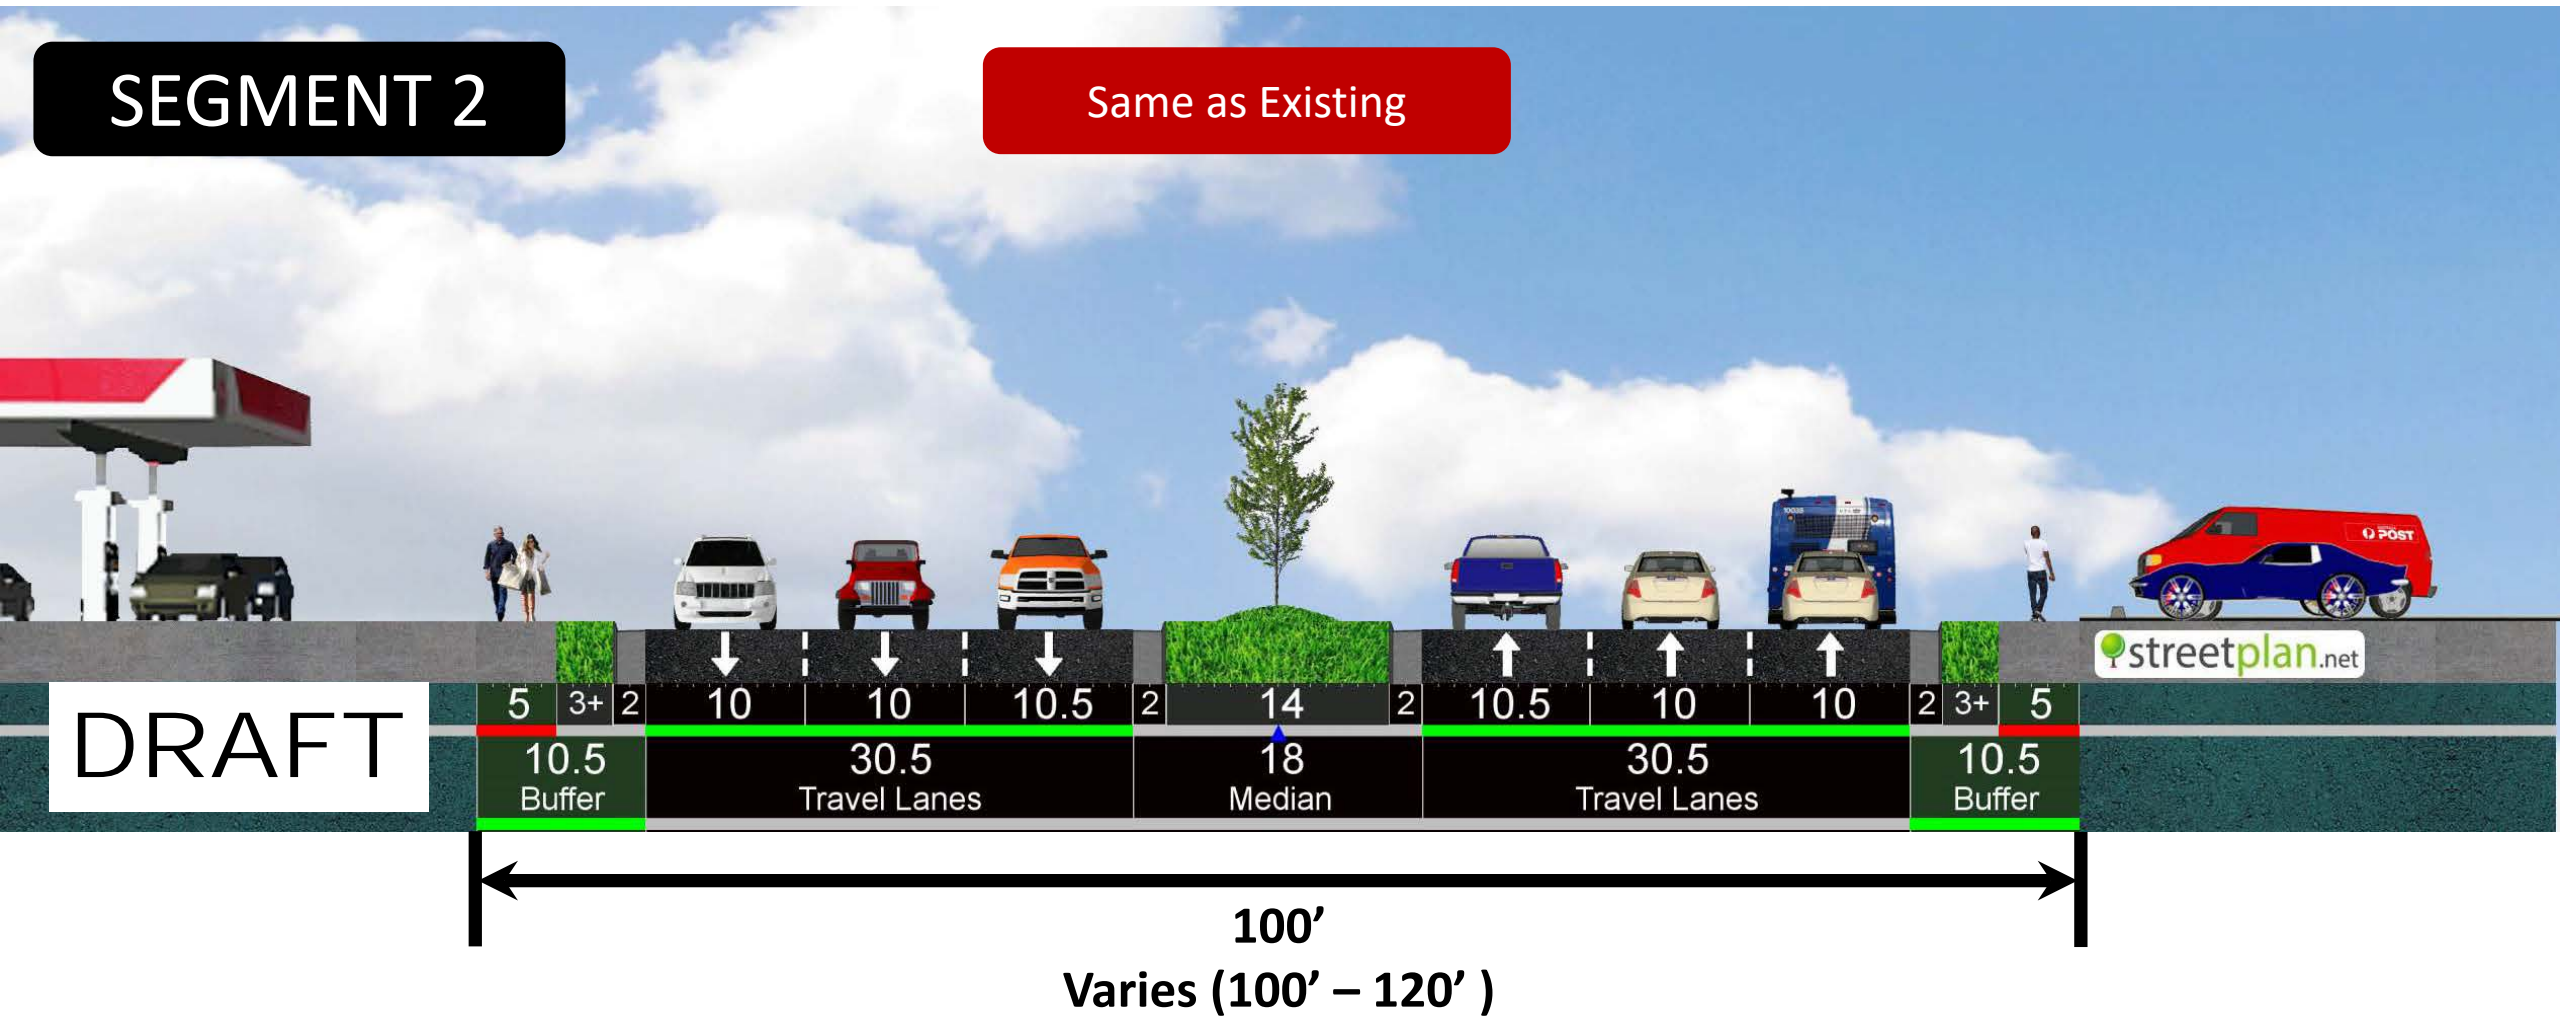 SEGMENT 2
Same as Existing
10035
POST
streetplan.net
DRAFT
5 3+ 2 10 10 10.5 2 14 2 10.5 10 10 2 3+ 5
10.5 30.5 18 30.5 10.5
Buffer Travel Lanes Median Travel Lanes Buffer
100’
Varies (100’ – 120’ )